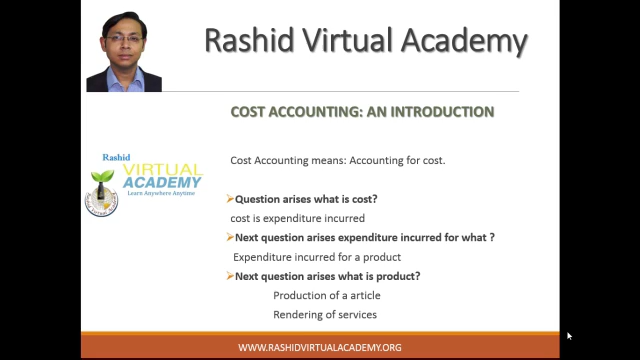 Rashid Virtual Academy
COST ACCOUNTING: AN INTRODUCTION
Cost Accounting means: Accounting for cost.
Rashid
VIRTUAL
ACADEMY
Learn Anywhere Anytime
Question arises what is cost?
cost is expenditure incurred
Next question arises expenditure incurred for what ?
Expenditure incurred for a product
Next question arises what is product?
Production of a article
Rendering of services
WWW.RASHIDVIRTUALACADEMY.ORG